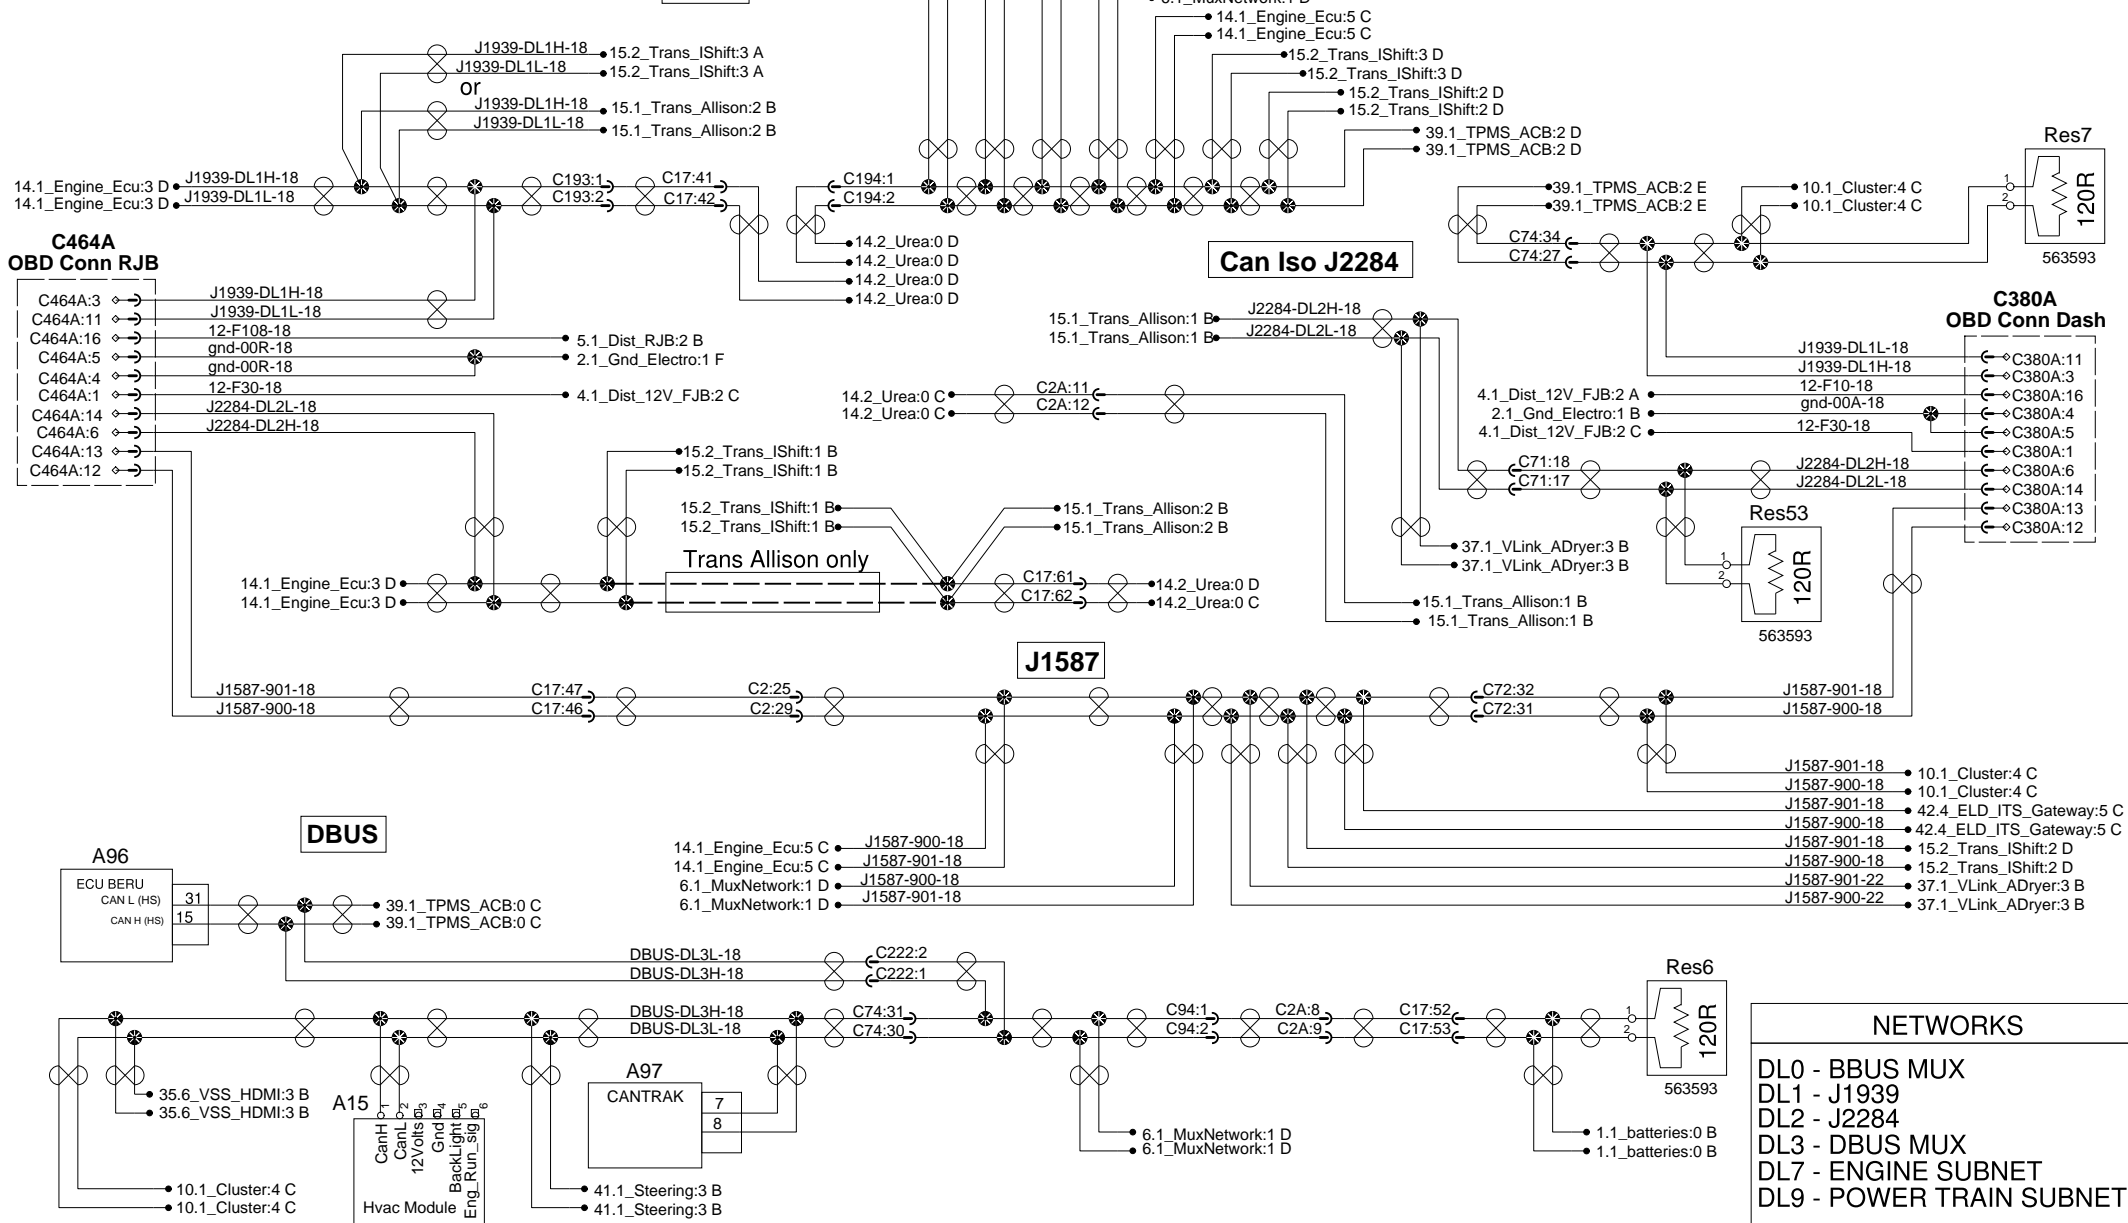 14.1_Engine_Ecu:5 C
14.1_Engine_Ecu:5 C
15.2_Trans_IShift:3 D
15.2_Trans_IShift:3 D
15.2_Trans_IShift:2 D
15.2_Trans_IShift:2 D
39.1_TPMS_ACB:2 D
39.1_TPMS_ACB:2 D
J1939-DL1H-18
15.2_Trans_IShift:3 A
J1939-DL1L-18
15.2_Trans_IShift:3 A
or
J1939-DL1H-18
15.1_Trans_Allison:2 B
J1939-DL1L-18
15.1_Trans_Allison:2 B
14.1_Engine_Ecu:3 D
J1939-DL1H-18
C193:1
C17:41
14.1_Engine_Ecu:3 D
J1939-DL1L-18
C193:2
C17:42
C194:1
C194:2
14.2_Urea:0 D
14.2_Urea:0 D
14.2_Urea:0 D
14.2_Urea:0 D
Res7
1
2
120R
563593
39.1_TPMS_ACB:2 E
39.1_TPMS_ACB:2 E
10.1_Cluster:4 C
10.1_Cluster:4 C
C74:34
C74:27
C464A
OBD Conn RJB
C464A:3
J1939-DL1H-18
C464A:11
J1939-DL1L-18
C464A:16
12-F108-18
5.1_Dist_RJB:2 B
C464A:5
gnd-00R-18
2.1_Gnd_Electro:1 F
C464A:4
gnd-00R-18
C464A:1
12-F30-18
4.1_Dist_12V_FJB:2 C
C464A:14
J2284-DL2L-18
C464A:6
J2284-DL2H-18
C464A:13
C464A:12
Can Iso J2284
15.1_Trans_Allison:1 B
J2284-DL2H-18
15.1_Trans_Allison:1 B
J2284-DL2L-18
14.2_Urea:0 C
C2A:11
14.2_Urea:0 C
C2A:12
C380A
OBD Conn Dash
J1939-DL1L-18
C380A:11
J1939-DL1H-18
C380A:3
4.1_Dist_12V_FJB:2 A
12-F10-18
C380A:16
2.1_Gnd_Electro:1 B
gnd-00A-18
C380A:4
4.1_Dist_12V_FJB:2 C
12-F30-18
C380A:5
C380A:1
C71:18
J2284-DL2H-18
C380A:6
C71:17
J2284-DL2L-18
C380A:14
C380A:13
C380A:12
Res53
1
2
120R
563593
15.2_Trans_IShift:1 B
15.2_Trans_IShift:1 B
15.2_Trans_IShift:1 B
15.2_Trans_IShift:1 B
15.1_Trans_Allison:2 B
15.1_Trans_Allison:2 B
Trans Allison only
37.1_VLink_ADryer:3 B
37.1_VLink_ADryer:3 B
14.1_Engine_Ecu:3 D
C17:61
14.2_Urea:0 D
14.1_Engine_Ecu:3 D
C17:62
14.2_Urea:0 C
15.1_Trans_Allison:1 B
15.1_Trans_Allison:1 B
J1587
J1587-901-18
C17:47
C2:25
C72:32
J1587-901-18
J1587-900-18
C17:46
C2:29
C72:31
J1587-900-18
J1587-901-18
10.1_Cluster:4 C
J1587-900-18
10.1_Cluster:4 C
J1587-901-18
42.4_ELD_ITS_Gateway:5 C
J1587-900-18
42.4_ELD_ITS_Gateway:5 C
J1587-901-18
15.2_Trans_IShift:2 D
J1587-900-18
15.2_Trans_IShift:2 D
J1587-901-22
37.1_VLink_ADryer:3 B
J1587-900-22
37.1_VLink_ADryer:3 B
14.1_Engine_Ecu:5 C
J1587-900-18
14.1_Engine_Ecu:5 C
J1587-901-18
6.1_MuxNetwork:1 D
J1587-900-18
6.1_MuxNetwork:1 D
J1587-901-18
DBUS
A96
ECU BERU
CAN L (HS)
31
39.1_TPMS_ACB:0 C
CAN H (HS)
15
39.1_TPMS_ACB:0 C
DBUS-DL3L-18
C222:2
DBUS-DL3H-18
C222:1
DBUS-DL3H-18
C74:31
C94:1
C2A:8
C17:52
DBUS-DL3L-18
C74:30
C94:2
C2A:9
C17:53
Res6
1
2
120R
563593
35.6_VSS_HDMI:3 B
35.6_VSS_HDMI:3 B
A15
1
2
3
4
5
6
CanH
CanL
12Volts
Gnd
BackLight
Eng_Run_sig
Hvac Module
A97
CANTRAK
7
8
10.1_Cluster:4 C
10.1_Cluster:4 C
41.1_Steering:3 B
41.1_Steering:3 B
6.1_MuxNetwork:1 D
6.1_MuxNetwork:1 D
1.1_batteries:0 B
1.1_batteries:0 B
NETWORKS
DL0 - BBUS MUX
DL1 - J1939
DL2 - J2284
DL3 - DBUS MUX
DL7 - ENGINE SUBNET
DL9 - POWER TRAIN SUBNET